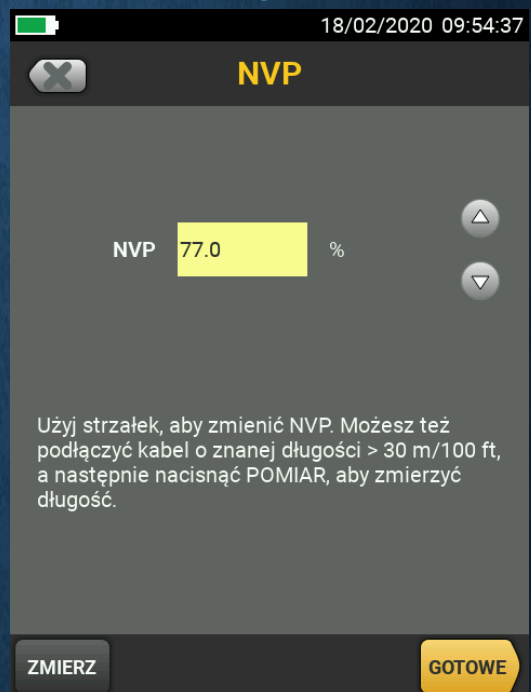 18/02/2020 09:54:37
NVP
NVP 77.0 %
Użyj strzałek, aby zmienić NVP. Możesz też
podłączyć kabel o znanej długości > 30 m/100 ft,
a następnie nacisnąć POMIAR, aby zmierzyć
długość.
ZMIERZ GOTOWE